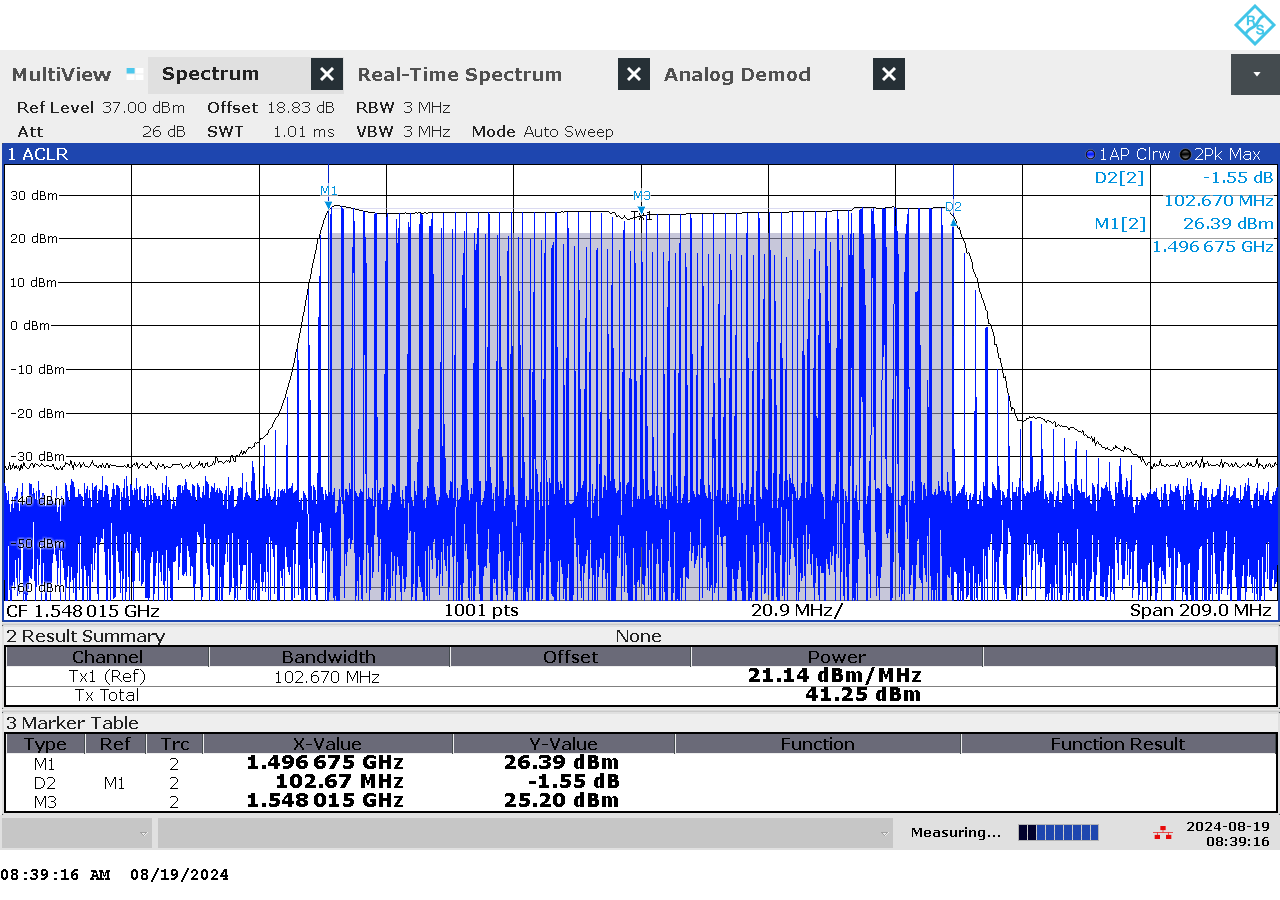 R/S
MultiView Spectrum Real-Time Spectrum Analog Demod
Ref Level 37.00 dBm Offset 18.83 dB RBW 3 MHz
Att 26 dB SWT 1.01 ms VBW 3 MHz Mode Auto Sweep
1 ACLR 1AP Clrw 2Pk Max
D2[2] -1.55 dB
102.670 MHz
M1[2] 26.39 dBm
1.496 675 GHz
M1
M3
D2
30 dBm
20 dBm
10 dBm
0 dBm
-10 dBm
-20 dBm
-30 dBm
-40 dBm
-50 dBm
-60 dBm
CF 1.548 015 GHz 1001 pts 20.9 MHz/ Span 209.0 MHz
2 Result Summary None
Channel Bandwidth Offset Power
Tx1 (Ref) 102.670 MHz 21.14 dBm/MHz
Tx Total 41.25 dBm
3 Marker Table
Type Ref Trc X-Value Y-Value Function Function Result
M1 2 1.496 675 GHz 26.39 dBm
D2 M1 2 102.67 MHz -1.55 dB
M3 2 1.548 015 GHz 25.20 dBm
Measuring... 2024-08-19
08:39:16
08:39:16 AM 08/19/2024